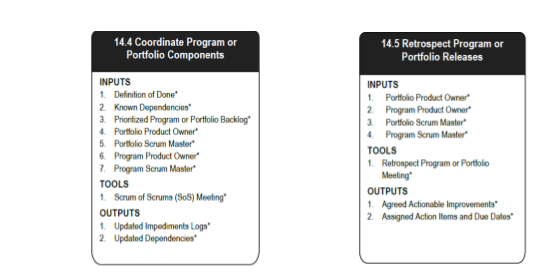 14.4 Coordinate Program or
Portfolio Components
INPUTS
1. Definition of Done*
2. Known Dependencies*
3. Prioritized Program or Portfolio Backlog*
4. Portfolio Product Owner*
5. Portfolio Scrum Master*
6. Program Product Owner*
7. Program Scrum Master*
TOOLS
1. Scrum of Scrums (SoS) Meeting*
OUTPUTS
1. Updated Impediments Logs*
2. Updated Dependencies*
14.5 Retrospect Program or
Portfolio Releases
INPUTS
1. Portfolio Product Owner*
2. Program Product Owner*
3. Portfolio Scrum Master*
4. Program Scrum Master*
TOOLS
1. Retrospect Program or Portfolio
Meeting*
OUTPUTS
1. Agreed Actionable Improvements*
2. Assigned Action Items and Due Dates*